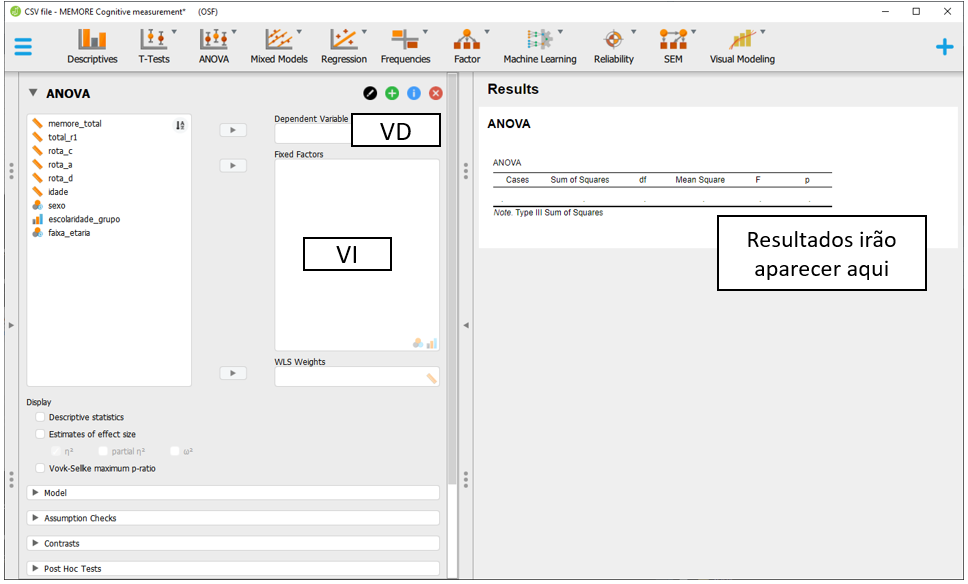 CSV file - MEMORE Cognitive measurement* (OSF)
Descriptives
T-Tests
ANOVA
Mixed Models
Regression
Frequencies
Factor
Machine Learning
Reliability
SEM
Visual Modeling
ANOVA
memore_total
total_r1
rota_c
rota_a
rota_d
idade
sexo
escolaridade_grupo
faixa_etaria
Dependent Variable
VD
Fixed Factors
VI
WLS Weights
Display
Descriptive statistics
Estimates of effect size
η² partial η² ω²
Vovk-Sellke maximum p-ratio
Model
Assumption Checks
Contrasts
Post Hoc Tests
Results
ANOVA
ANOVA
Cases Sum of Squares df Mean Square F p
. . . . . .
Note. Type III Sum of Squares
Resultados irão
aparecer aqui